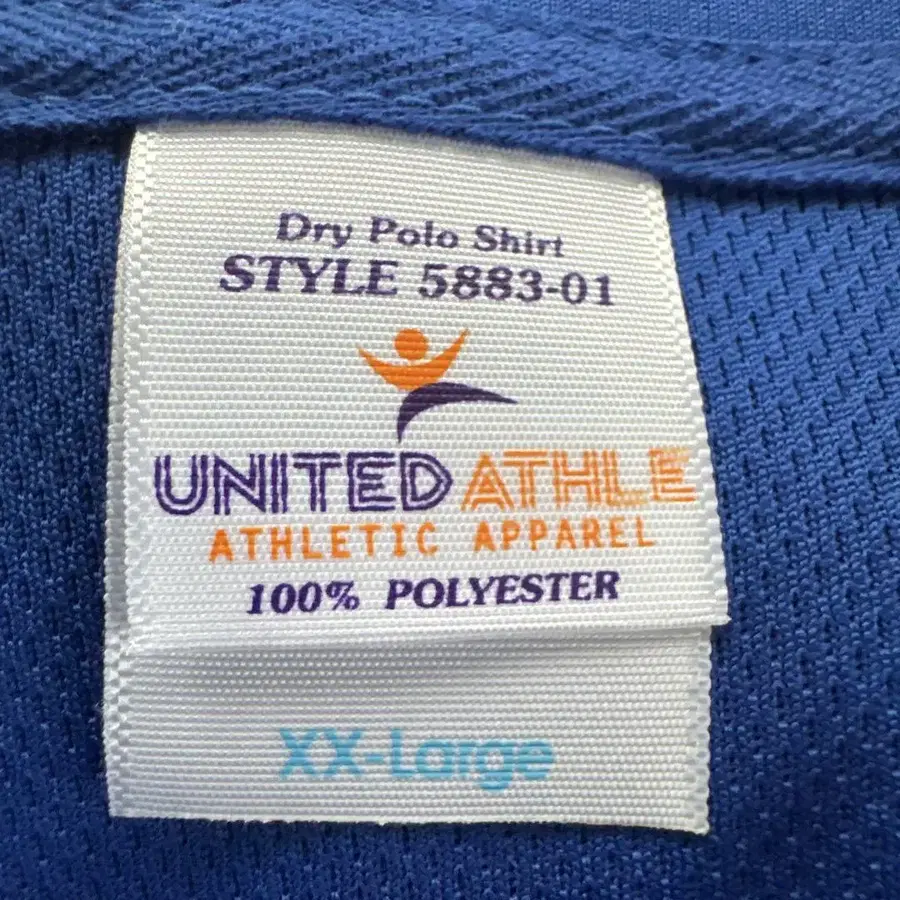 Dry Polo Shirt
STYLE 5883-01
UNITED ATHLE
ATHLETIC APPAREL
100% POLYESTER
XX-Large